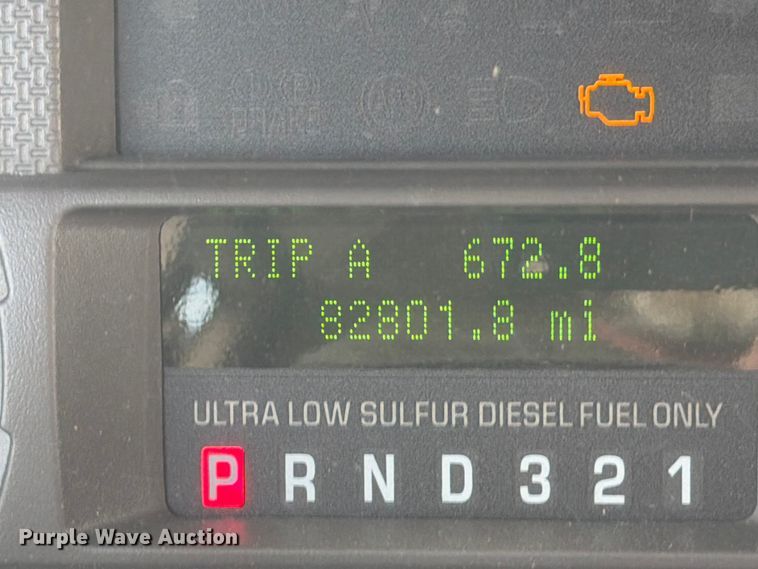 TRIP A 672.8
82801.8 mi
ULTRA LOW SULFUR DIESEL FUEL ONLY
P R N D 3 2 1
Purple Wave Auction